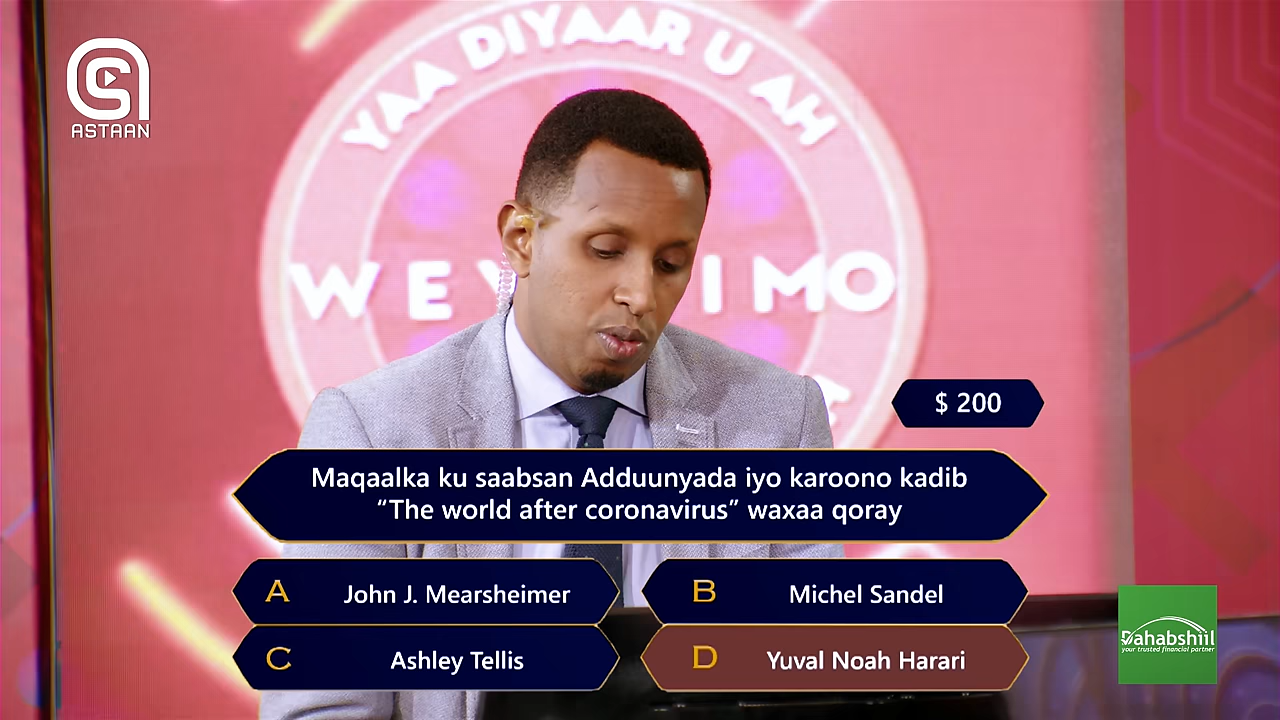 YAA DIYAAR U AH
ASTAAN
$ 200
Maqaalka ku saabsan Adduunyada iyo karoono kadib
“The world after coronavirus” waxaa qoray
A John J. Mearsheimer
B Michel Sandel
C Ashley Tellis
D Yuval Noah Harari
Dahabshiil
your trusted financial partner